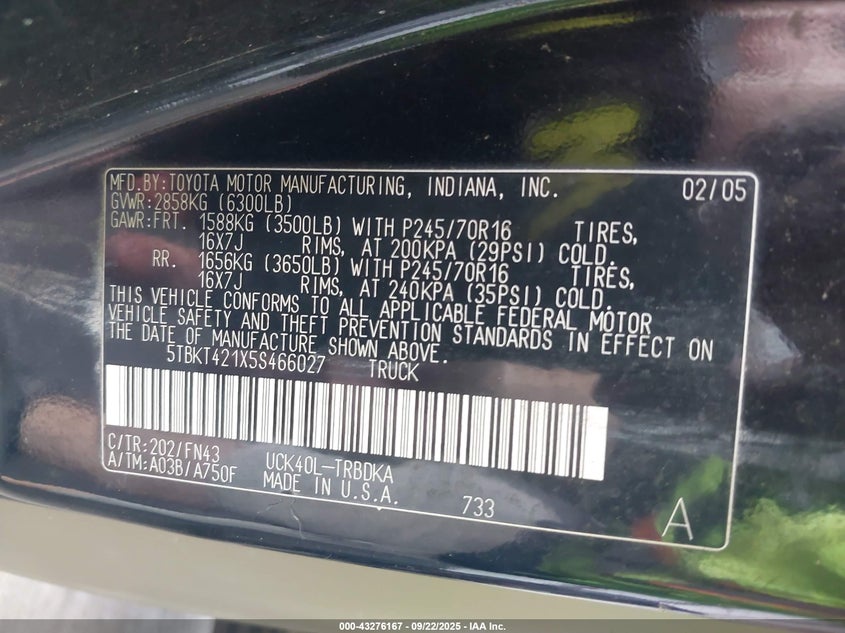 MFD.BY:TOYOTA MOTOR MANUFACTURING, INDIANA, INC. 02/05
GVWR:2858KG (6300LB)
GAWR:FRT. 1588KG (3500LB) WITH P245/70R16 TIRES,
16X7J RIMS, AT 200KPA (29PSI) COLD.
RR. 1656KG (3650LB) WITH P245/70R16 TIRES,
16X7J RIMS, AT 240KPA (35PSI) COLD.
THIS VEHICLE CONFORMS TO ALL APPLICABLE FEDERAL MOTOR
VEHICLE SAFETY AND THEFT PREVENTION STANDARDS IN EFFECT ON
THE DATE OF MANUFACTURE SHOWN ABOVE.
5TBKT421X5S466027 TRUCK
C/TR:202/FN43 UCK40L-TRBDKA
A/TM:A03B/A750F MADE IN U.S.A. 733 A
000-43276167 - 09/22/2025 - IAA Inc.